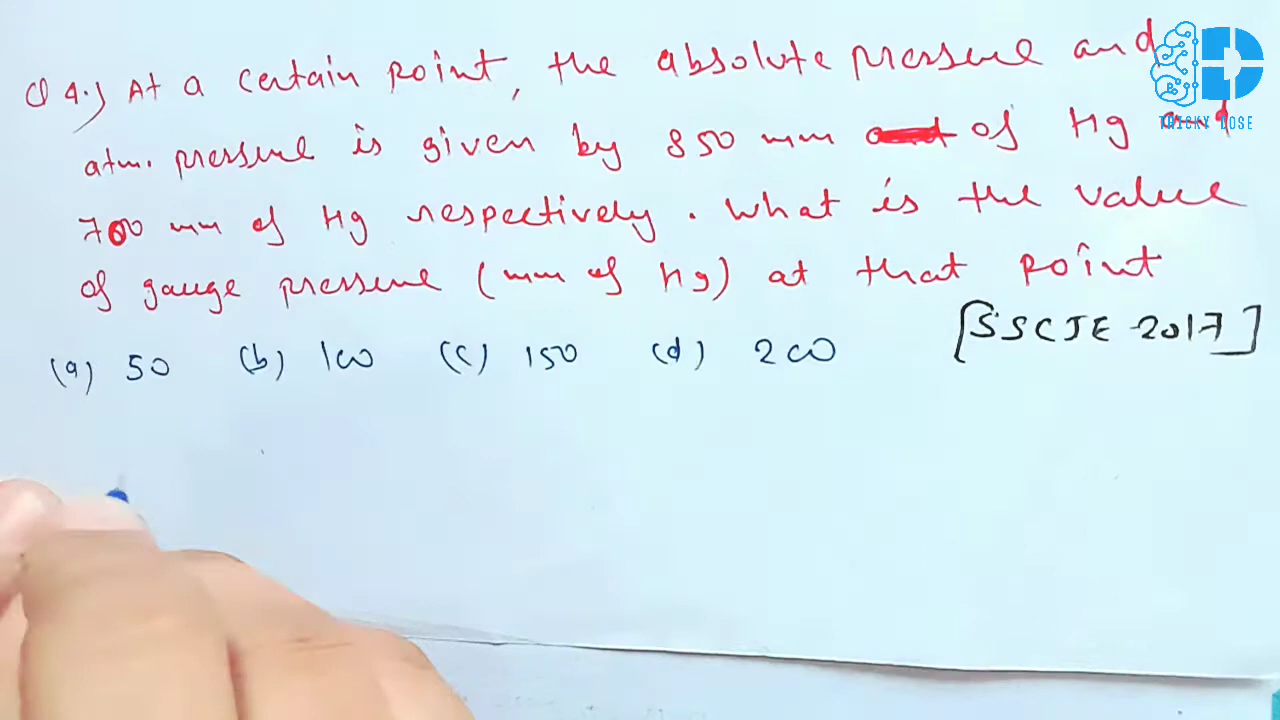 Q 4.) At a certain point, the absolute pressure and
atm. pressure is given by 850 mm of Hg and
700 mm of Hg respectively. What is the value
of gauge pressure (mm of Hg) at that point
[SSCJE-2017]
(a) 50 (b) 100 (c) 150 (d) 200
TRICKY DOSE